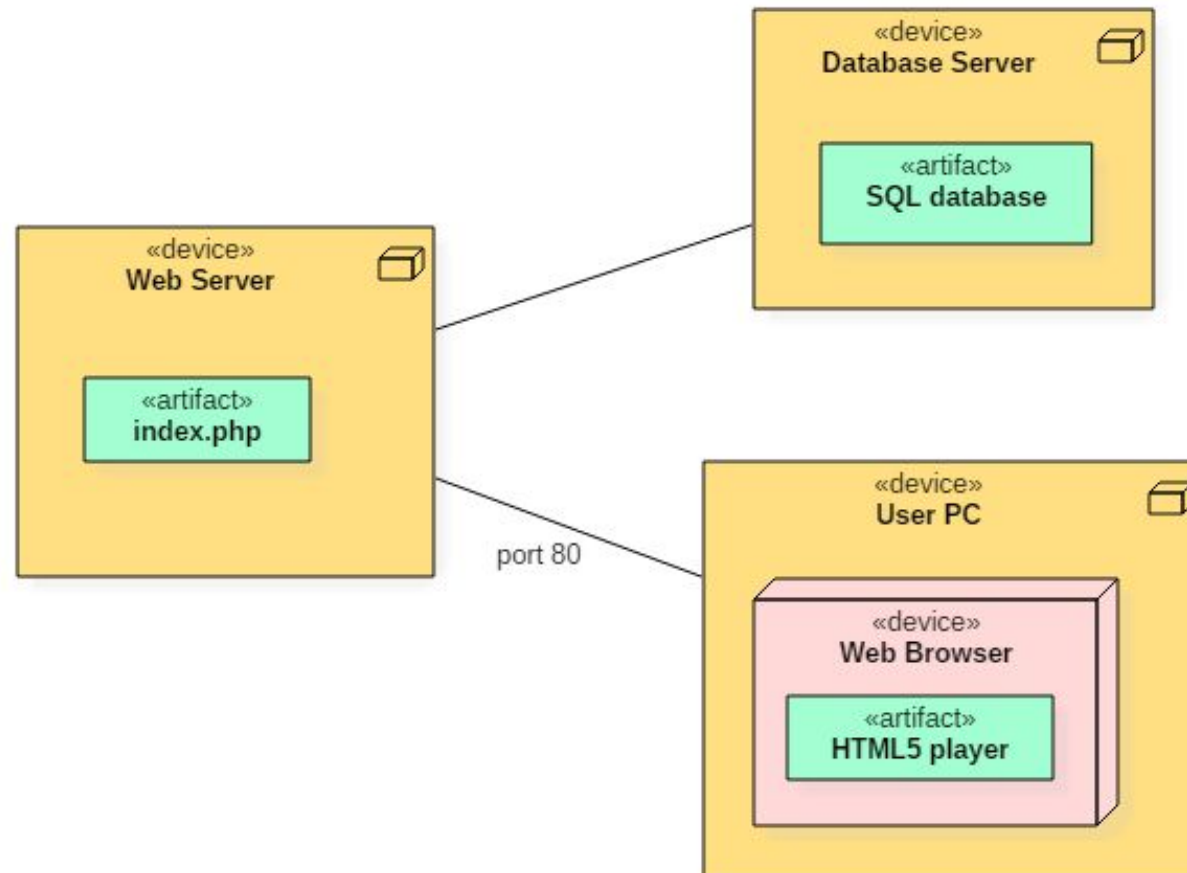 «device»
Database Server
«artifact»
SQL database
«device»
Web Server
«artifact»
index.php
port 80
«device»
User PC
«device»
Web Browser
«artifact»
HTML5 player